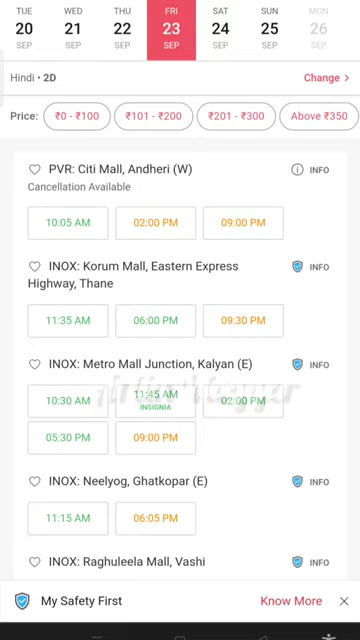 TUE WED THU FRI SAT SUN MON
20 21 22 23 24 25 26
SEP SEP SEP SEP SEP SEP SEP
Hindi • 2D Change >
Price: ₹0 - ₹100 ₹101 - ₹200 ₹201 - ₹300 Above ₹350
PVR: Citi Mall, Andheri (W) INFO
Cancellation Available
10:05 AM 02:00 PM 09:00 PM
INOX: Korum Mall, Eastern Express INFO
Highway, Thane
11:35 AM 06:00 PM 09:30 PM
INOX: Metro Mall Junction, Kalyan (E) INFO
10:30 AM 11:45 AM 02:00 PM
INSIGNIA
05:30 PM 09:00 PM
INOX: Neelyog, Ghatkopar (E) INFO
11:15 AM 06:05 PM
INOX: Raghuleela Mall, Vashi INFO
My Safety First Know More